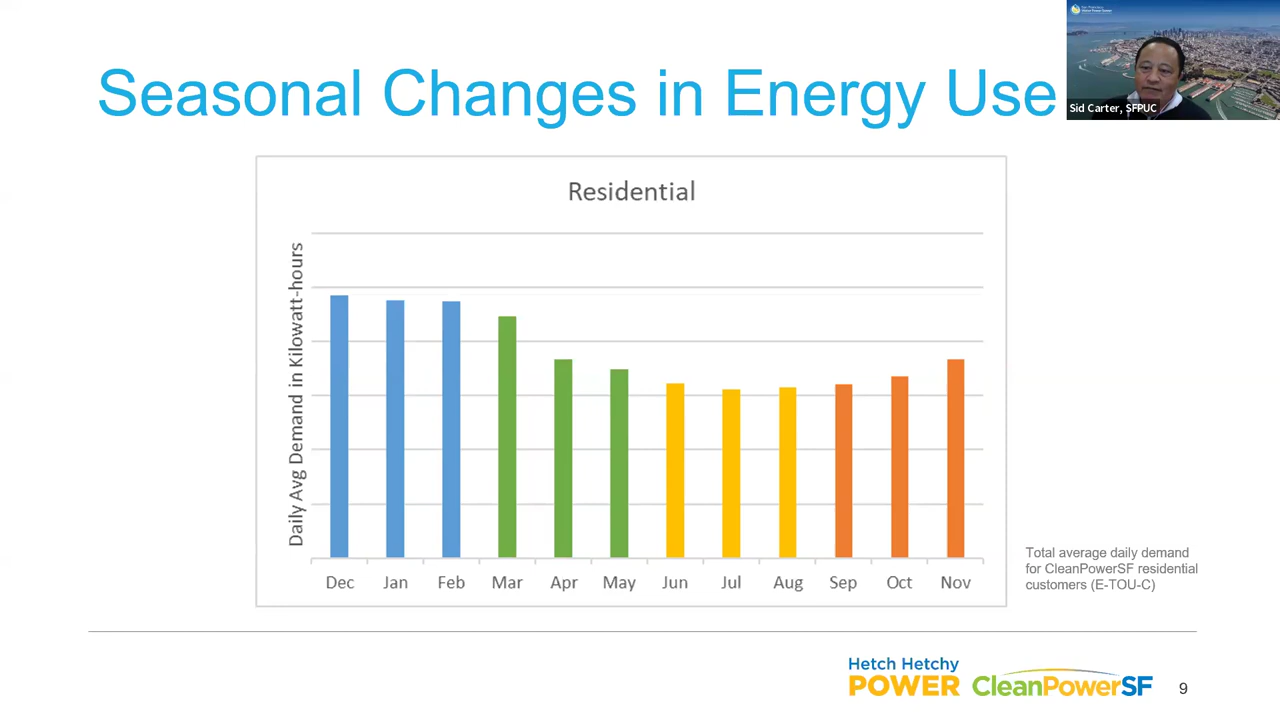 Seasonal Changes in Energy Use
Sid Carter, SFPUC
Residential
Daily Avg Demand in Kilowatt-hours
Dec Jan Feb Mar Apr May Jun Jul Aug Sep Oct Nov
Total average daily demand
for CleanPowerSF residential
customers (E-TOU-C)
Hetch Hetchy
POWER
CleanPowerSF
9